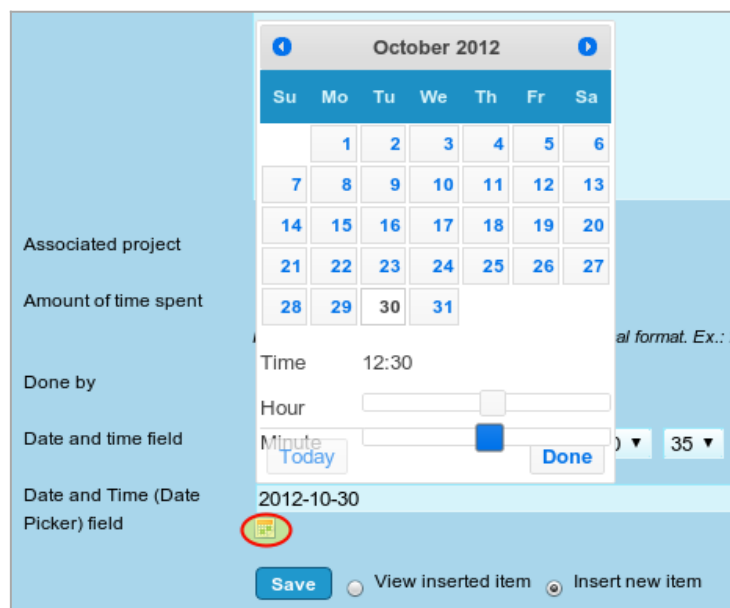 October 2012
Su Mo Tu We Th Fr Sa
1 2 3 4 5 6
7 8 9 10 11 12 13
14 15 16 17 18 19 20
Associated project
21 22 23 24 25 26 27
Amount of time spent
28 29 30 31
al format. Ex.:
Time 12:30
Done by
Hour
Date and time field
Minute
35
Today Done
Date and Time (Date
Picker) field
2012-10-30
Save View inserted item Insert new item